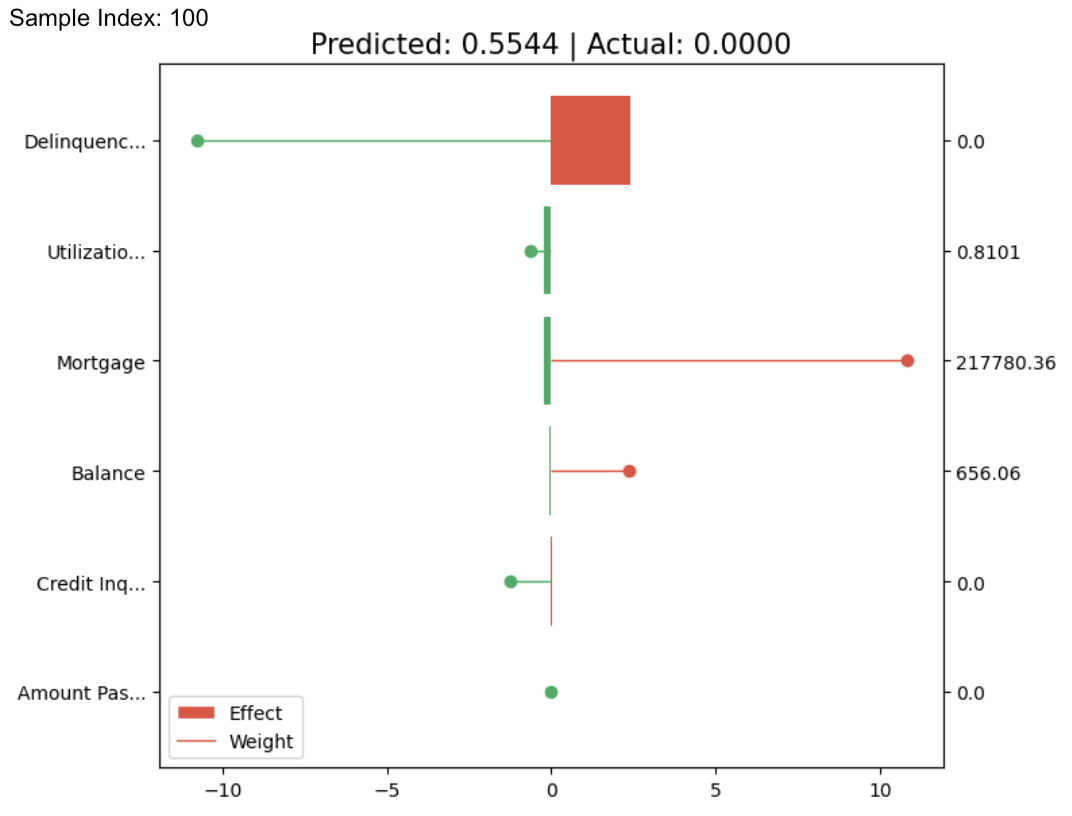 Sample Index: 100
Predicted: 0.5544 | Actual: 0.0000
Delinquenc... 0.0
Utilizatio... 0.8101
Mortgage 217780.36
Balance 656.06
Credit Inq... 0.0
Amount Pas... 0.0
Effect
Weight
−10 −5 0 5 10